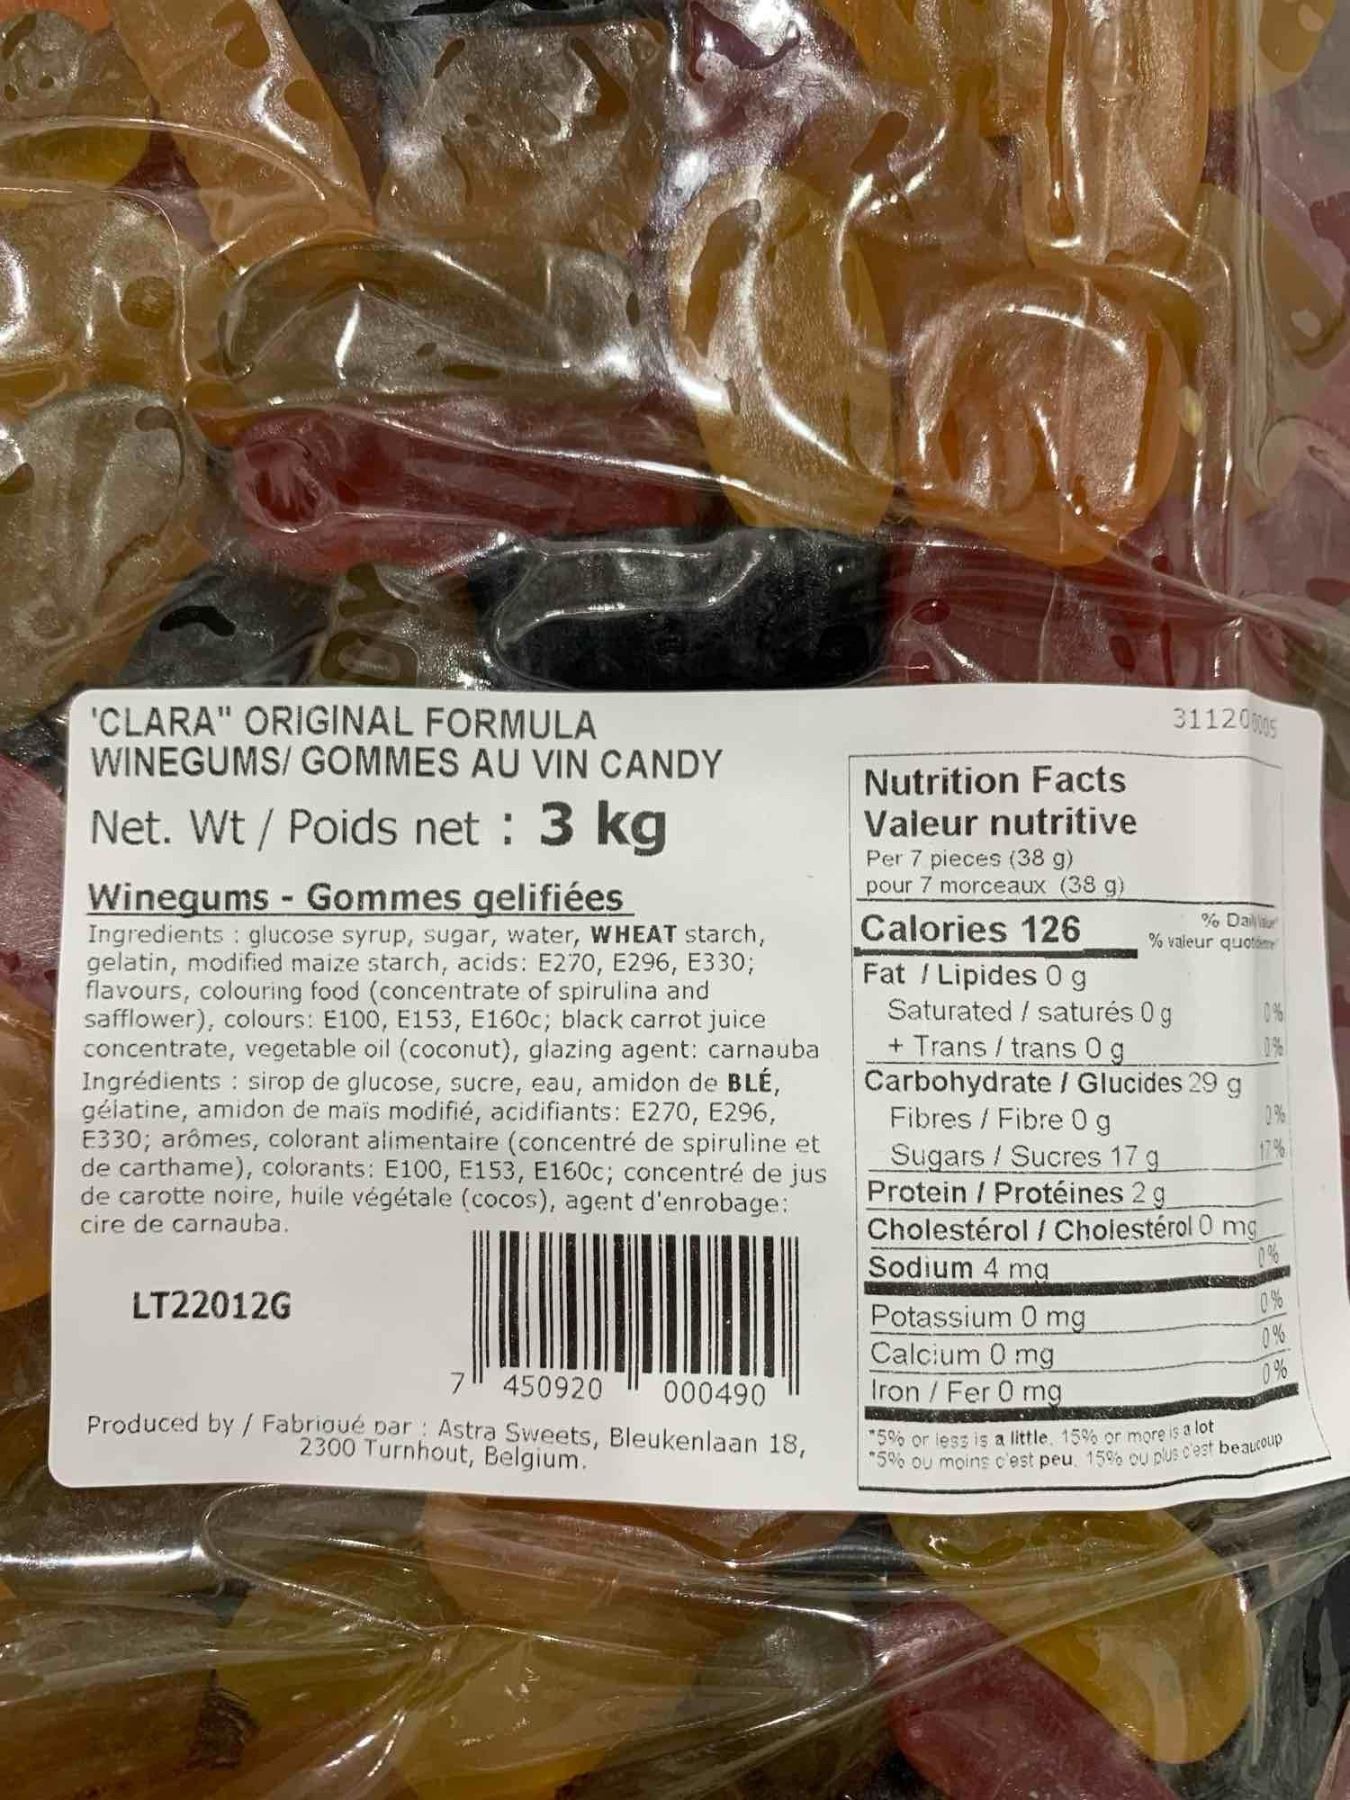 'CLARA" ORIGINAL FORMULA
WINEGUMS/ GOMMES AU VIN CANDY
Net. Wt / Poids net : 3 kg
Winegums - Gommes gelifiées
Ingredients : glucose syrup, sugar, water, WHEAT starch,
gelatin, modified maize starch, acids: E270, E296, E330;
flavours, colouring food (concentrate of spirulina and
safflower), colours: E100, E153, E160c; black carrot juice
concentrate, vegetable oil (coconut), glazing agent: carnauba
Ingrédients : sirop de glucose, sucre, eau, amidon de BLÉ,
gélatine, amidon de maïs modifié, acidifiants: E270, E296,
E330; arômes, colorant alimentaire (concentré de spiruline et
de carthame), colorants: E100, E153, E160c; concentré de jus
de carotte noire, huile végétale (cocos), agent d'enrobage:
cire de carnauba.
LT22012G
7 450920 000490
Produced by / Fabriqué par : Astra Sweets, Bleukenlaan 18,
2300 Turnhout, Belgium.
Nutrition Facts
Valeur nutritive
Per 7 pieces (38 g)
pour 7 morceaux (38 g)
Calories 126
% Daily
% valeur
Fat / Lipides 0 g
Saturated / saturés 0 g 0%
+ Trans / trans 0 g 0%
Carbohydrate / Glucides 29 g
Fibres / Fibre 0 g 0%
Sugars / Sucres 17 g 17%
Protein / Protéines 2 g
Cholestérol / Cholestérol 0 mg
Sodium 4 mg 0%
Potassium 0 mg 0%
Calcium 0 mg 0%
Iron / Fer 0 mg 0%
*5% or less is a little, 15% or more is a lot
*5% ou moins c'est peu, 15% ou plus c'est beaucoup